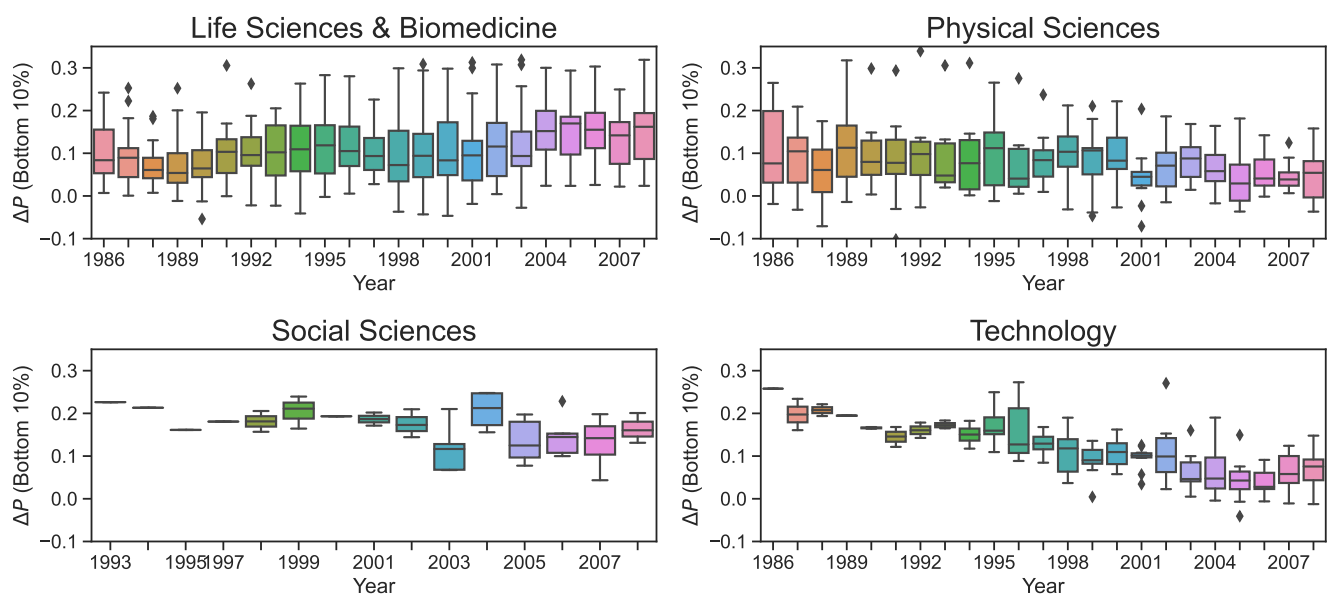 Life Sciences & Biomedicine
ΔP (Bottom 10%)
0.3
0.2
0.1
0.0
−0.1
1986 1989 1992 1995 1998 2001 2004 2007
Year
Physical Sciences
ΔP (Bottom 10%)
0.3
0.2
0.1
0.0
−0.1
1986 1989 1992 1995 1998 2001 2004 2007
Year
Social Sciences
ΔP (Bottom 10%)
0.3
0.2
0.1
0.0
−0.1
1993 1995 1997 1999 2001 2003 2005 2007
Year
Technology
ΔP (Bottom 10%)
0.3
0.2
0.1
0.0
−0.1
1986 1989 1992 1995 1998 2001 2004 2007
Year